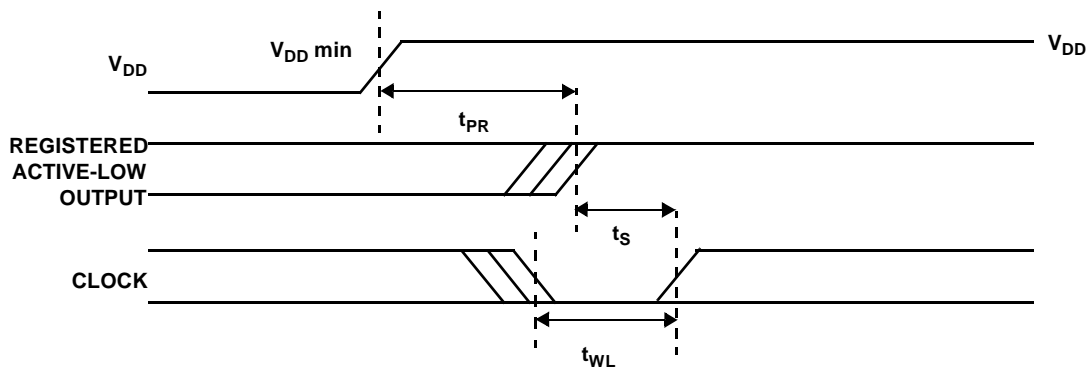 V_DD
V_DD min
V_DD
t_PR
REGISTERED
ACTIVE-LOW
OUTPUT
t_S
CLOCK
t_WL